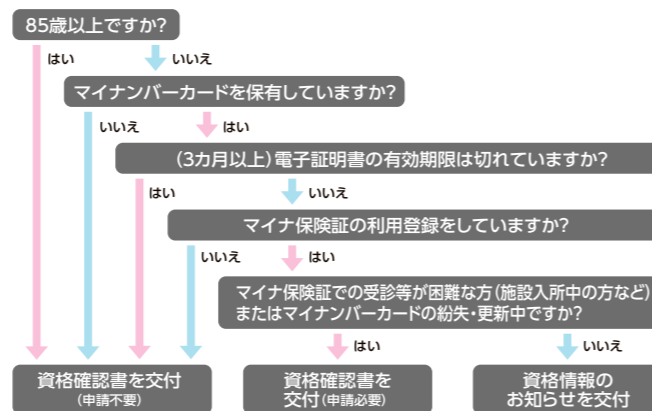 85歳以上ですか?
はい
いいえ
マイナンバーカードを保有していますか?
いいえ
はい
(3カ月以上)電子証明書の有効期限は切れていますか?
はい
いいえ
マイナ保険証の利用登録をしていますか?
いいえ
はい
マイナ保険証での受診等が困難な方(施設入所中の方など)
またはマイナンバーカードの紛失・更新中ですか?
はい
いいえ
資格確認書を交付
(申請不要)
資格確認書を
交付(申請必要)
資格情報の
お知らせを交付